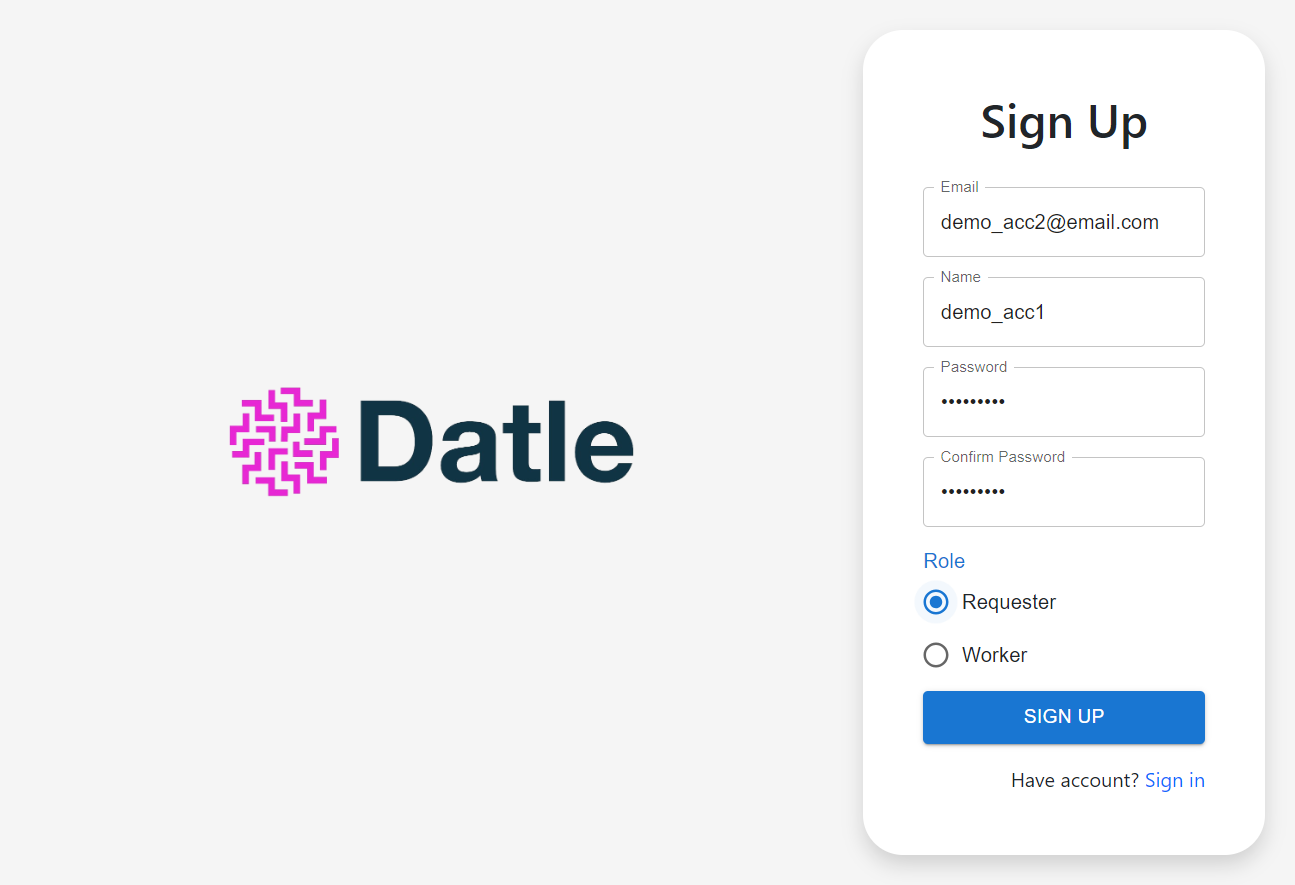 Datle
Sign Up
Email
demo_acc2@email.com
Name
demo_acc1
Password
•••••••••
Confirm Password
•••••••••
Role
Requester
Worker
SIGN UP
Have account? Sign in